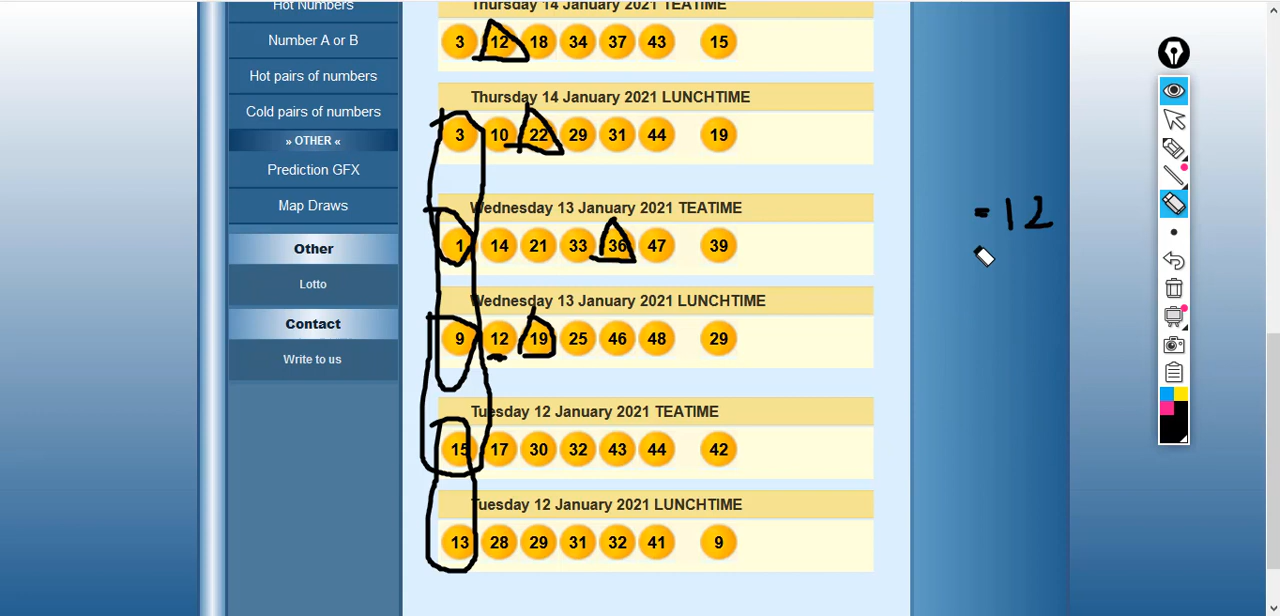 Hot Numbers
Number A or B
Hot pairs of numbers
Cold pairs of numbers
» OTHER «
Prediction GFX
Map Draws
Other
Lotto
Contact
Write to us
Thursday 14 January 2021 TEATIME
3 12 18 34 37 43 15
Thursday 14 January 2021 LUNCHTIME
3 10 22 29 31 44 19
Wednesday 13 January 2021 TEATIME
1 14 21 33 36 47 39
Wednesday 13 January 2021 LUNCHTIME
9 12 19 25 46 48 29
Tuesday 12 January 2021 TEATIME
15 17 30 32 43 44 42
Tuesday 12 January 2021 LUNCHTIME
13 28 29 31 32 41 9
= 12